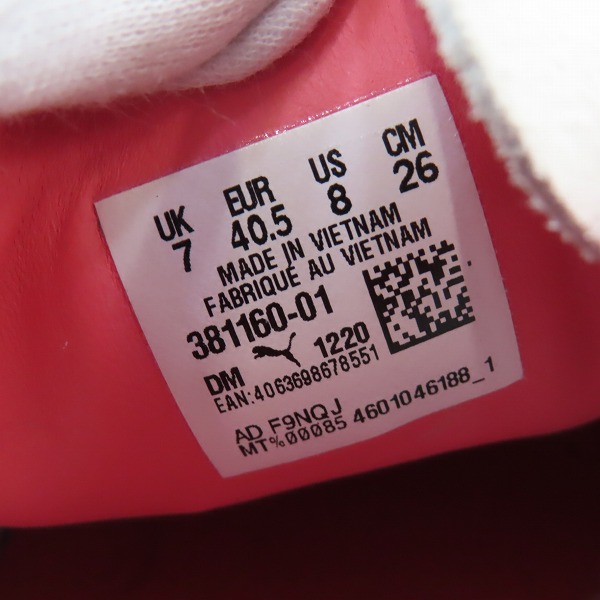 UK EUR US CM
7 40.5 8 26
MADE IN VIETNAM
FABRIQUE AU VIETNAM
381160-01
DM 1220
EAN:4063698678551
AD F9NQJ
MT%00085 4601046188_1